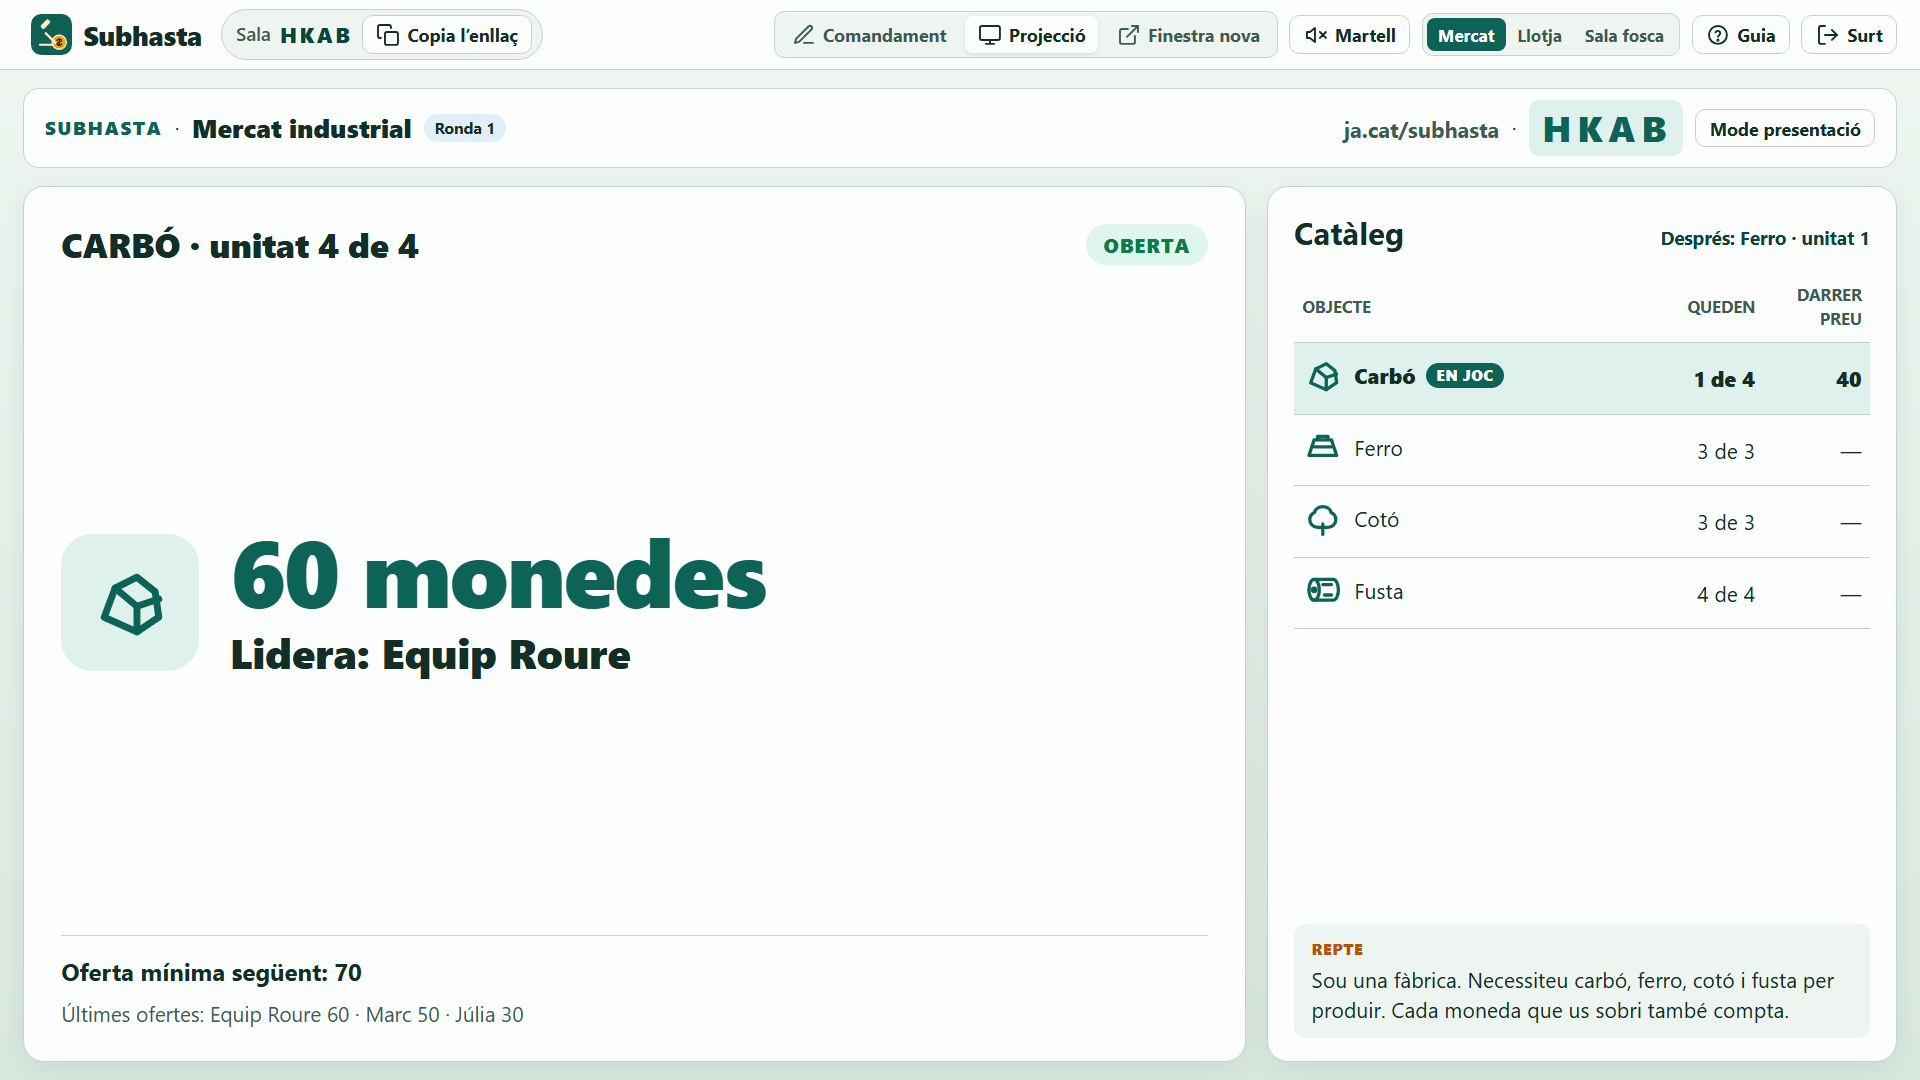 Subhasta
Sala HKAB Copia l'enllaç
Comandament Projecció Finestra nova
Martell
Mercat Llotja Sala fosca
Guia
Surt
SUBHASTA · Mercat industrial Ronda 1
ja.cat/subhasta · HKAB Mode presentació
CARBÓ · unitat 4 de 4
OBERTA
60 monedes
Lidera: Equip Roure
Oferta mínima següent: 70
Últimes ofertes: Equip Roure 60 · Marc 50 · Júlia 30
Catàleg
Després: Ferro · unitat 1
OBJECTE QUEDEN DARRER PREU
Carbó EN JOC 1 de 4 40
Ferro 3 de 3 —
Cotó 3 de 3 —
Fusta 4 de 4 —
REPTE
Sou una fàbrica. Necessiteu carbó, ferro, cotó i fusta per
produir. Cada moneda que us sobri també compta.